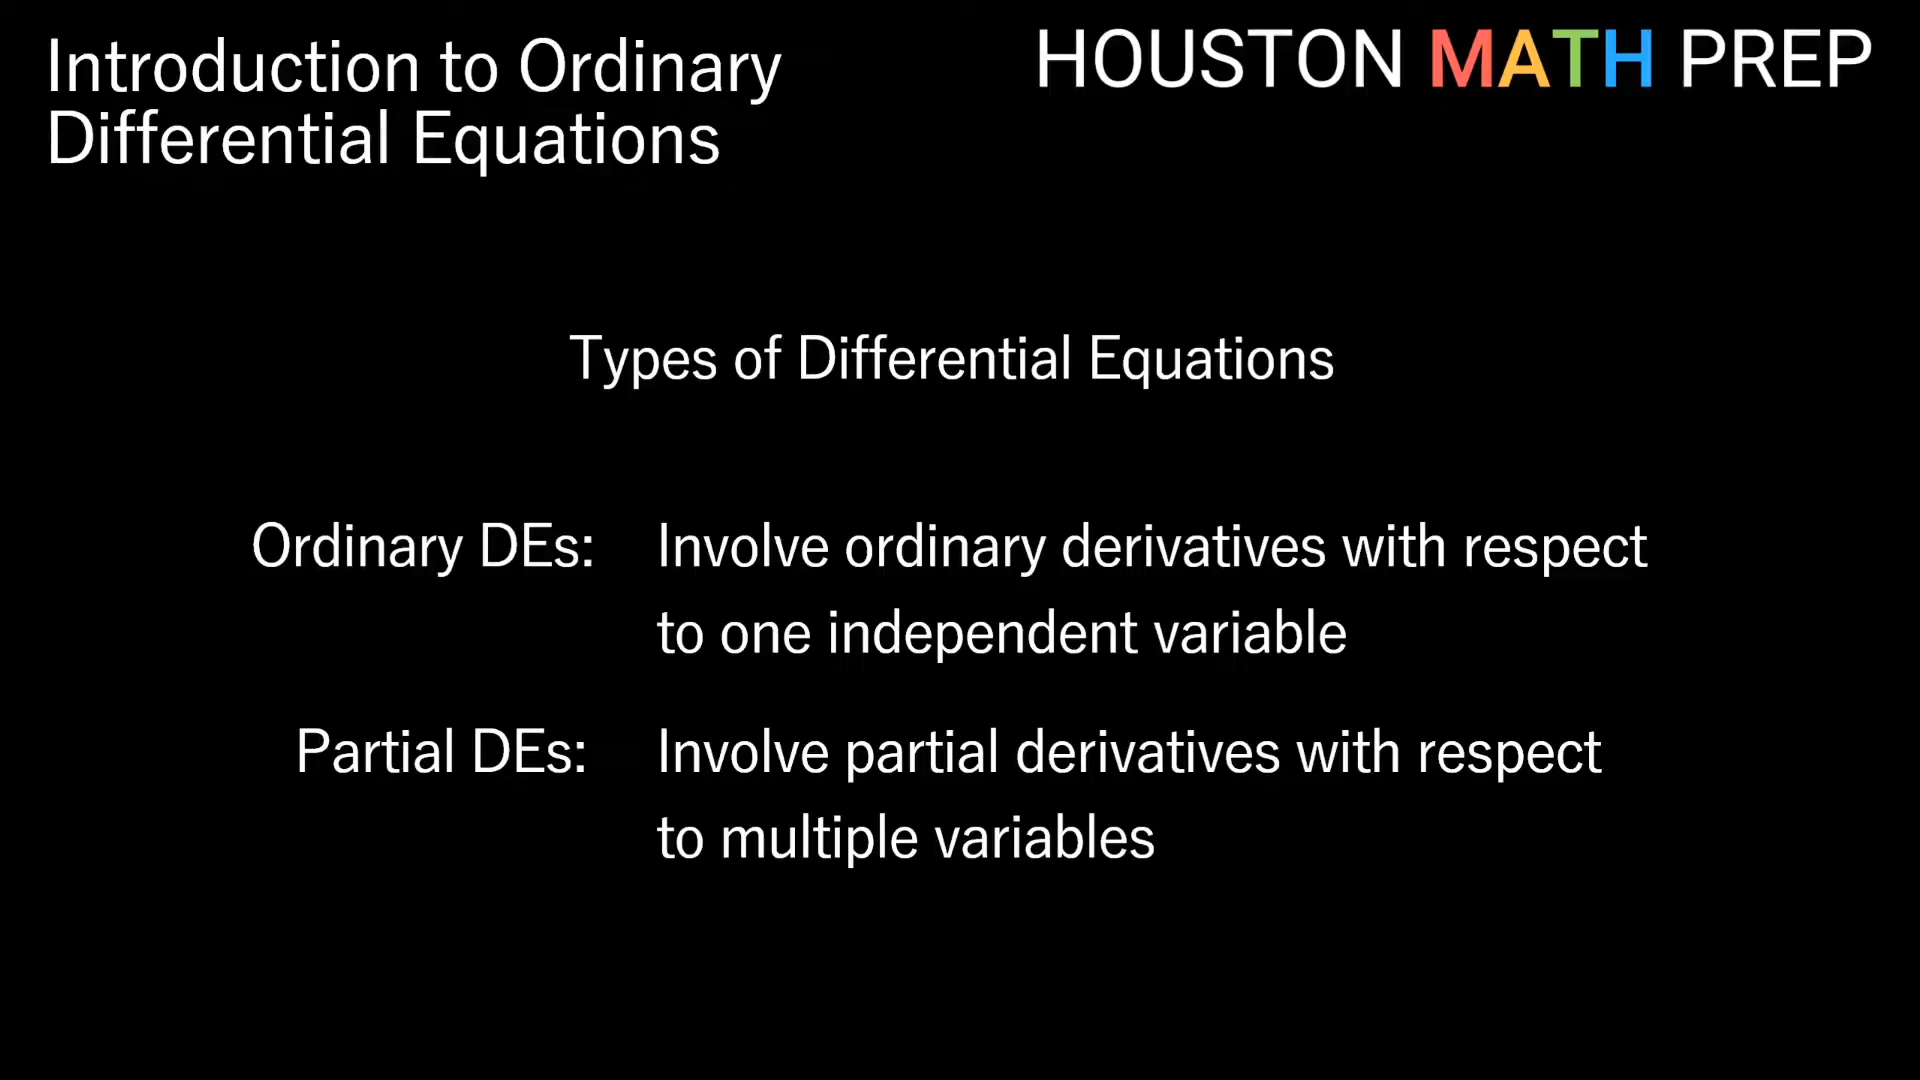 Introduction to Ordinary
Differential Equations
HOUSTON MATH PREP
Types of Differential Equations
Ordinary DEs: Involve ordinary derivatives with respect
to one independent variable
Partial DEs: Involve partial derivatives with respect
to multiple variables